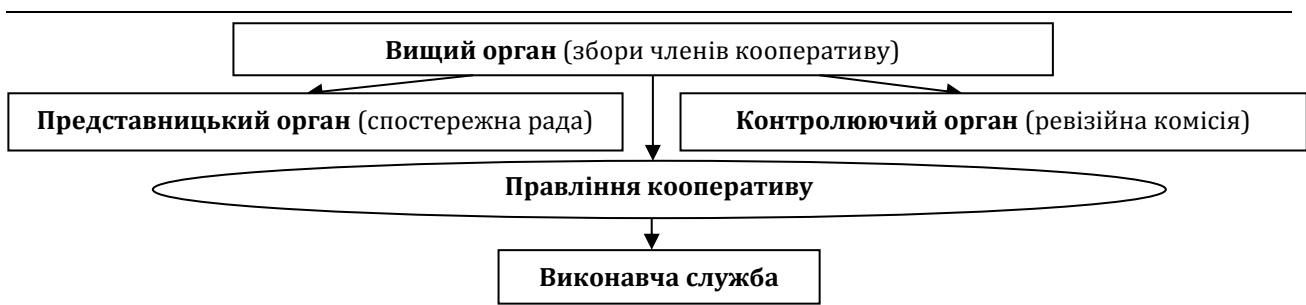 Вищий орган (збори членів кооперативу)
Представницький орган (спостережна рада)
Контролюючий орган (ревізійна комісія)
Правління кооперативу
Виконавча служба